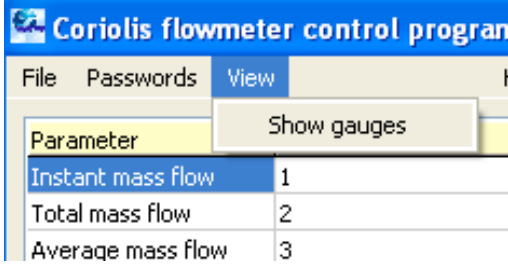 Coriolis flowmeter control
File Passwords View
Show gauges
Parameter
Instant mass flow 1
Total mass flow 2
Average mass flow 3